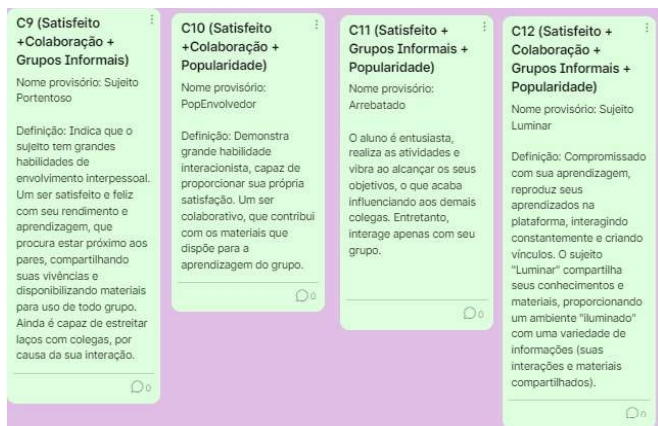 C9 (Satisfeito
+Colaboração +
Grupos Informais)
Nome provisório: Sujeito
Portentoso
Definição: Indica que o
sujeito tem grandes
habilidades de
envolvimento interpessoal.
Um ser satisfeito e feliz
com seu rendimento e
aprendizagem, que
procura estar próximo aos
pares, compartilhando
suas vivências e
disponibilizando materiais
para uso de todo grupo.
Ainda é capaz de estreitar
laços com colegas, por
causa da sua interação.
0
C10 (Satisfeito
+Colaboração +
Popularidade)
Nome provisório:
PopEnvolvedor
Definição: Demonstra
grande habilidade
interacionista, capaz de
proporcionar sua própria
satisfação. Um ser
colaborativo, que contribui
com os materiais que
dispõe para a
aprendizagem do grupo.
0
C11 (Satisfeito +
Grupos Informais +
Popularidade)
Nome provisório:
Arrebatado
O aluno é entusiasta,
realiza as atividades e
vibra ao alcançar os seus
objetivos, o que acaba
influenciando aos demais
colegas. Entretanto,
interage apenas com seu
grupo.
0
C12 (Satisfeito +
Colaboração +
Grupos Informais +
Popularidade)
Nome provisório: Sujeito
Luminar
Definição: Compromissado
com sua aprendizagem,
reproduz seus
aprendizados na
plataforma, interagindo
constantemente e criando
vínculos. O sujeito
"Luminar" compartilha
seus conhecimentos e
materiais, proporcionando
um ambiente "iluminado"
com uma variedade de
informações (suas
interações e materiais
compartilhados).
0